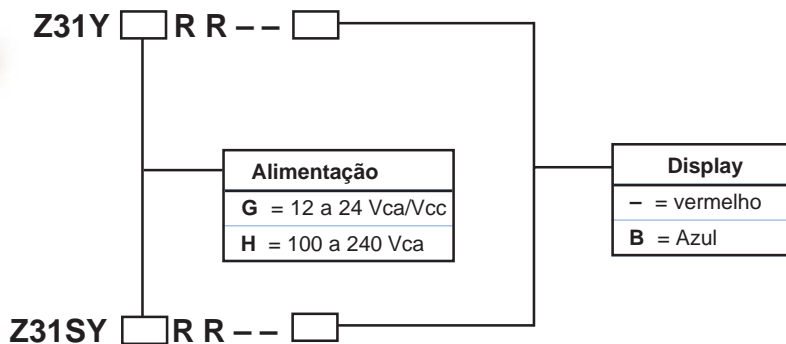 Z31Y □ R R – – □
Alimentação
G = 12 a 24 Vca/Vcc
H = 100 a 240 Vca
Display
– = vermelho
B = Azul
Z31SY □ R R – – □